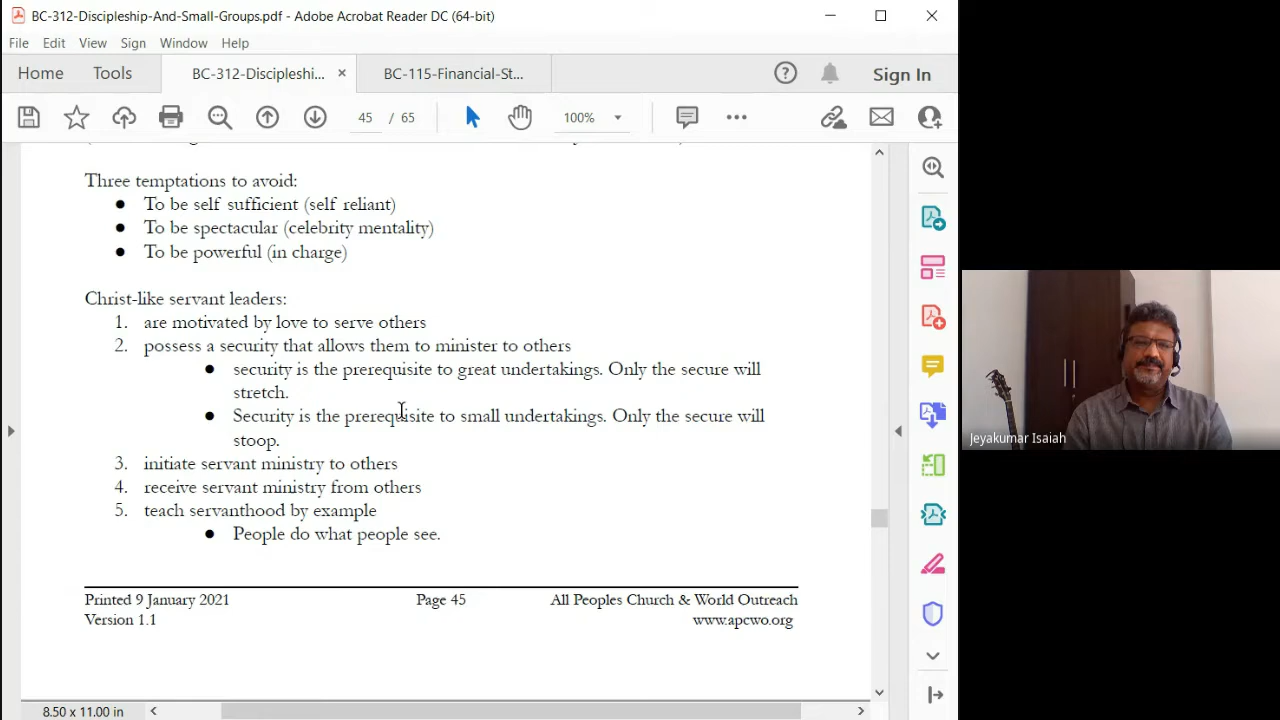 BC-312-Discipleship-And-Small-Groups.pdf - Adobe Acrobat Reader DC (64-bit)
File Edit View Sign Window Help
Home Tools BC-312-Discipleshi... × BC-115-Financial-St... Sign In
45 / 65 100%
Three temptations to avoid:
● To be self sufficient (self reliant)
● To be spectacular (celebrity mentality)
● To be powerful (in charge)
Christ-like servant leaders:
1. are motivated by love to serve others
2. possess a security that allows them to minister to others
● Security is the prerequisite to great undertakings. Only the secure will
stretch.
● Security is the prerequisite to small undertakings. Only the secure will
stoop.
3. initiate servant ministry to others
4. receive servant ministry from others
5. teach servanthood by example
● People do what people see.
Printed 9 January 2021 Page 45 All Peoples Church & World Outreach
Version 1.1 www.apcwo.org
8.50 x 11.00 in
Jeyakumar Isaiah